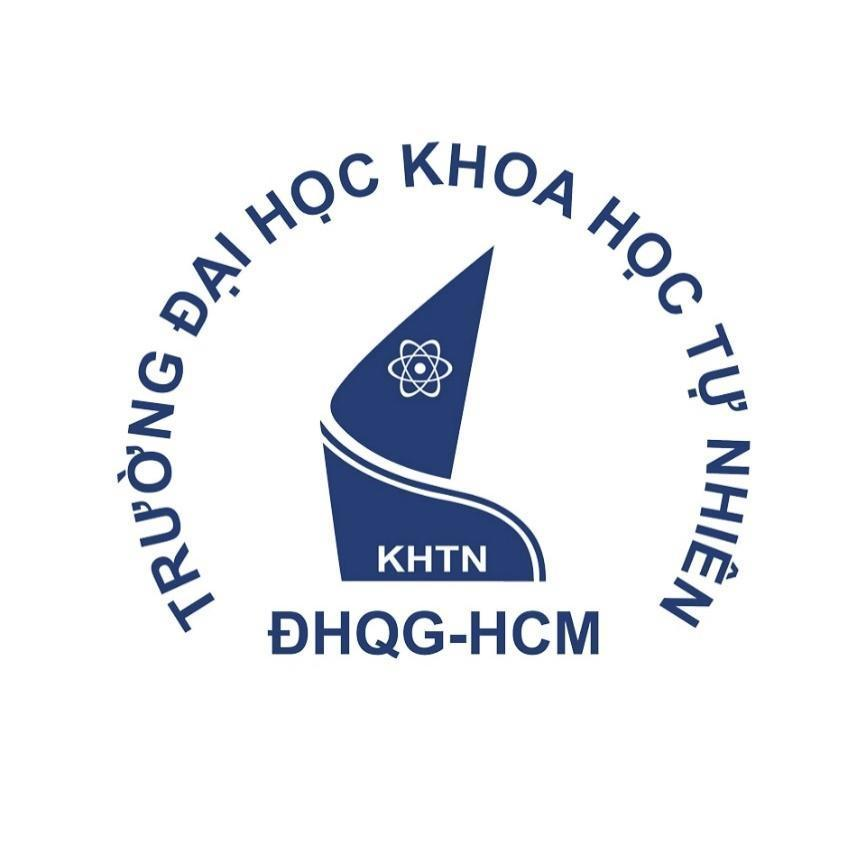 TRƯỜNG ĐẠI HỌC KHOA HỌC TỰ NHIÊN
KHTN
ĐHQG-HCM